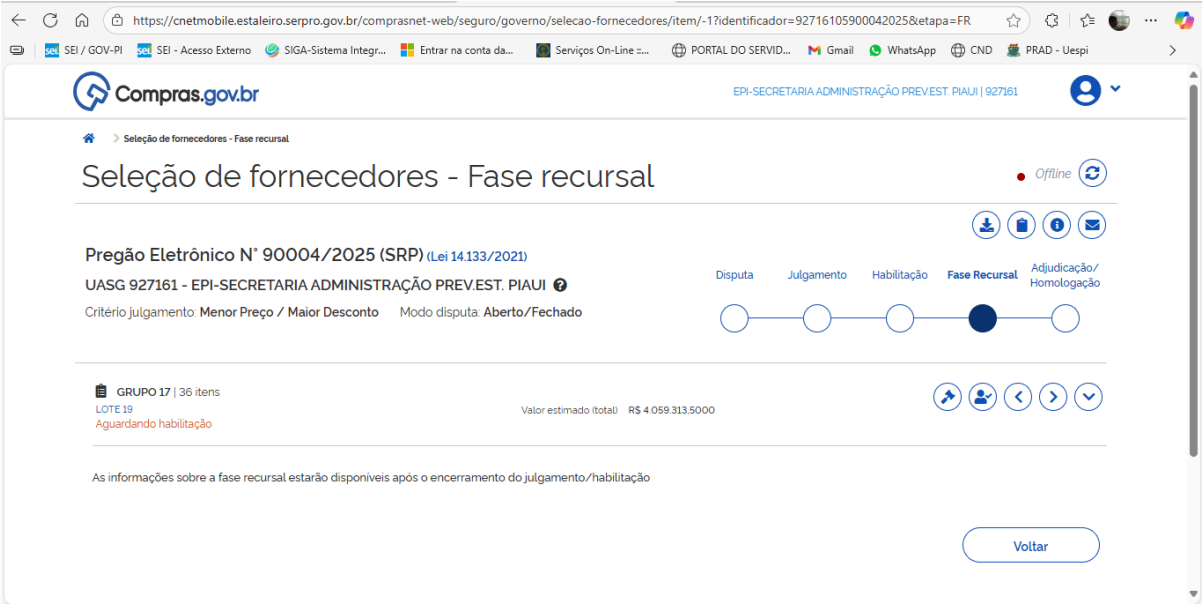 https://cnetmobile.estaleiro.serpro.gov.br/comprasnet-web/seguro/governo/selecao-fornecedores/item/-1?identificador=92716105900042025&etapa=FR
sei SEI / GOV-PI
sei SEI - Acesso Externo
SIGA-Sistema Integr...
Entrar na conta da...
Serviços On-Line ::...
PORTAL DO SERVID...
Gmail
WhatsApp
CND
PRAD - Uespi
Compras.gov.br
EPI-SECRETARIA ADMINISTRAÇÃO PREV.EST. PIAUI | 927161
Seleção de fornecedores - Fase recursal
Seleção de fornecedores - Fase recursal
Offline
Pregão Eletrônico N° 90004/2025 (SRP) (Lei 14.133/2021)
UASG 927161 - EPI-SECRETARIA ADMINISTRAÇÃO PREV.EST. PIAUI
Critério julgamento: Menor Preço / Maior Desconto Modo disputa: Aberto/Fechado
Disputa
Julgamento
Habilitação
Fase Recursal
Adjudicação/
Homologação
GRUPO 17 | 36 itens
LOTE 19
Aguardando habilitação
Valor estimado (total) R$ 4.059.313,5000
As informações sobre a fase recursal estarão disponíveis após o encerramento do julgamento/habilitação
Voltar